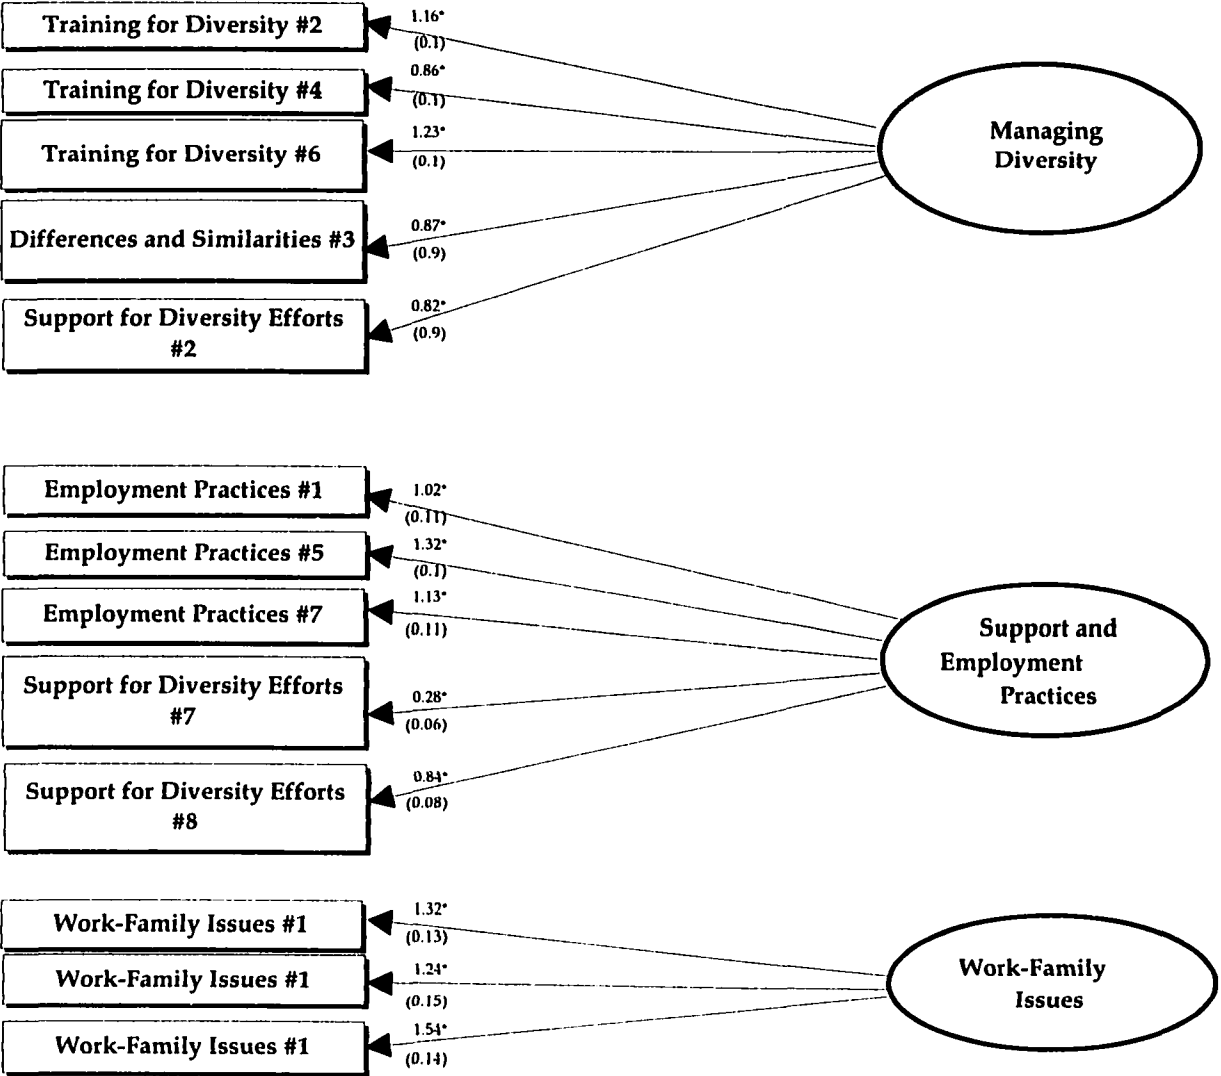 Training for Diversity #2
1.16*
(0.1)
Training for Diversity #4
0.86*
(0.1)
Training for Diversity #6
1.23*
(0.1)
Differences and Similarities #3
0.87*
(0.9)
Support for Diversity Efforts
#2
0.82*
(0.9)
Managing
Diversity
Employment Practices #1
1.02*
(0.11)
Employment Practices #5
1.32*
(0.1)
Employment Practices #7
1.13*
(0.11)
Support for Diversity Efforts
#7
0.28*
(0.06)
Support for Diversity Efforts
#8
0.84*
(0.08)
Support and
Employment
Practices
Work-Family Issues #1
1.32*
(0.13)
Work-Family Issues #1
1.24*
(0.15)
Work-Family Issues #1
1.54*
(0.14)
Work-Family
Issues